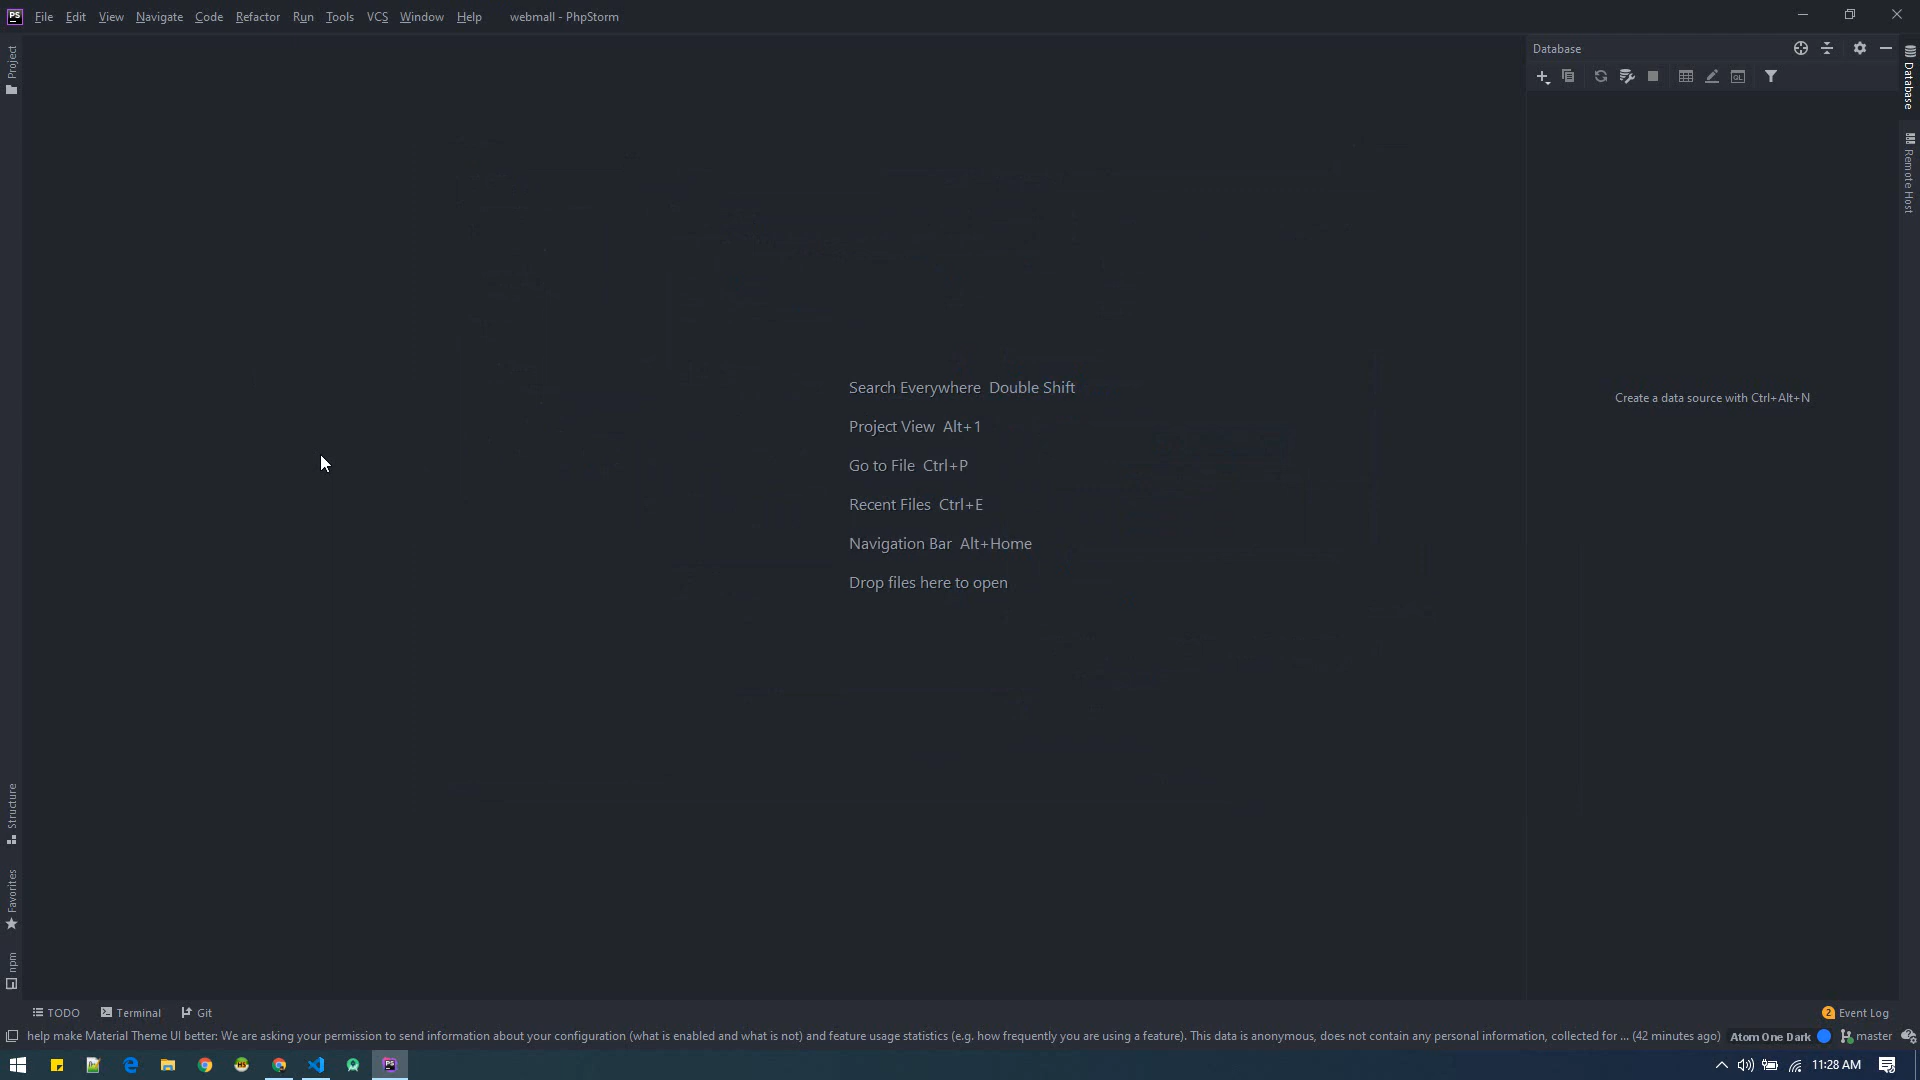 PS File Edit View Navigate Code Refactor Run Tools VCS Window Help webmall - PhpStorm
Project
Database
Database
Remote Host
Search Everywhere Double Shift
Project View Alt+1
Go to File Ctrl+P
Recent Files Ctrl+E
Navigation Bar Alt+Home
Drop files here to open
Create a data source with Ctrl+Alt+N
Structure
Favorites
npm
TODO Terminal Git 2 Event Log
help make Material Theme UI better: We are asking your permission to send information about your configuration (what is enabled and what is not) and feature usage statistics (e.g. how frequently you are using a feature). This data is anonymous, does not contain any personal information, collected for ... (42 minutes ago) Atom One Dark master
PS 11:28 AM